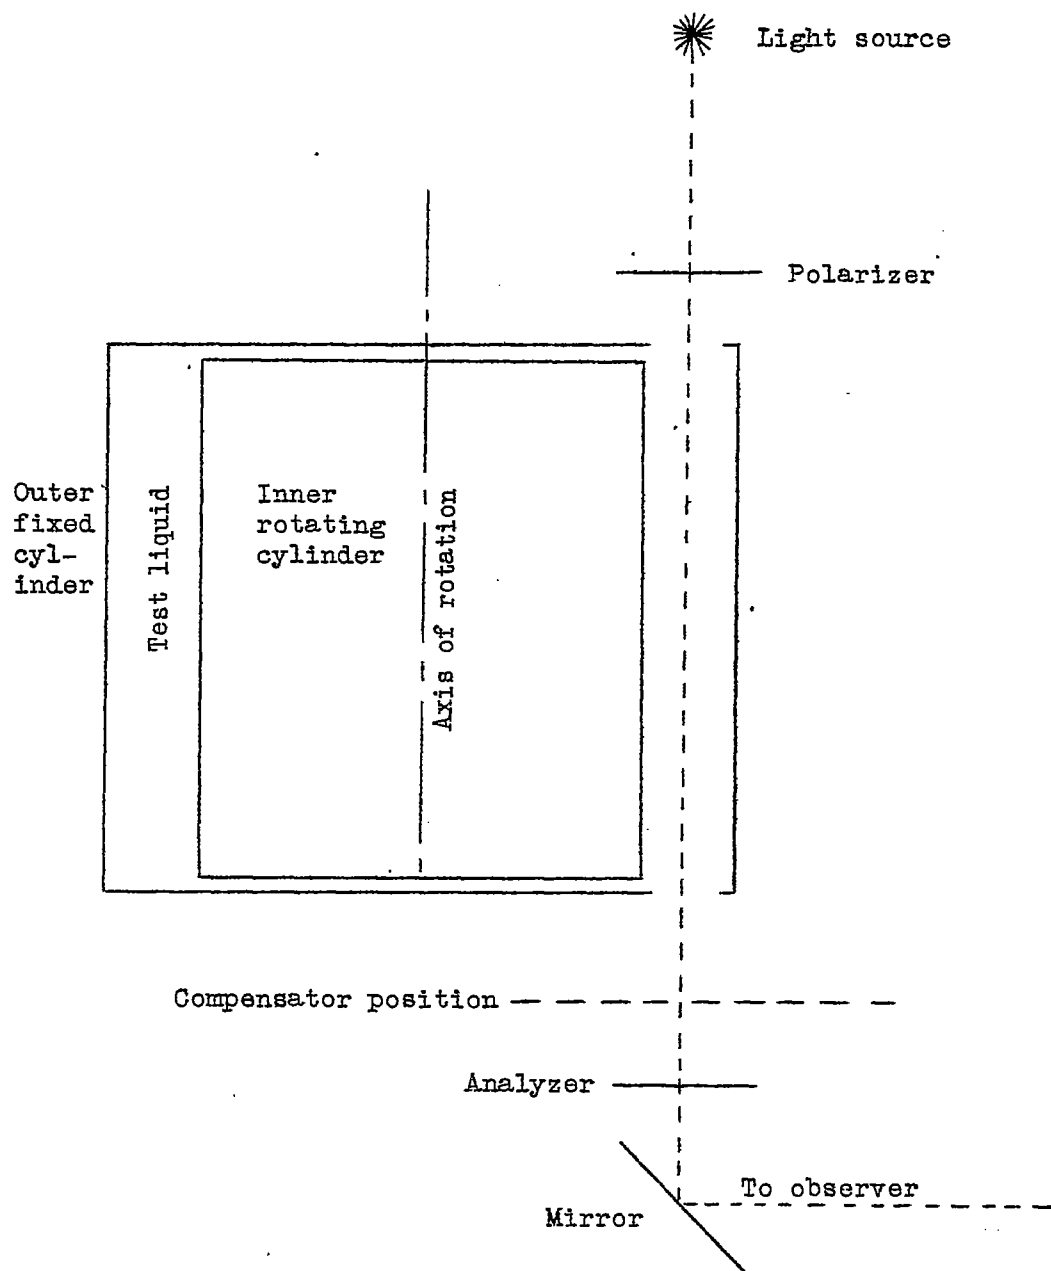 Light source
Polarizer
Outer
fixed
cyl-
inder
Test liquid
Inner
rotating
cylinder
Axis of rotation
Compensator position
Analyzer
To observer
Mirror